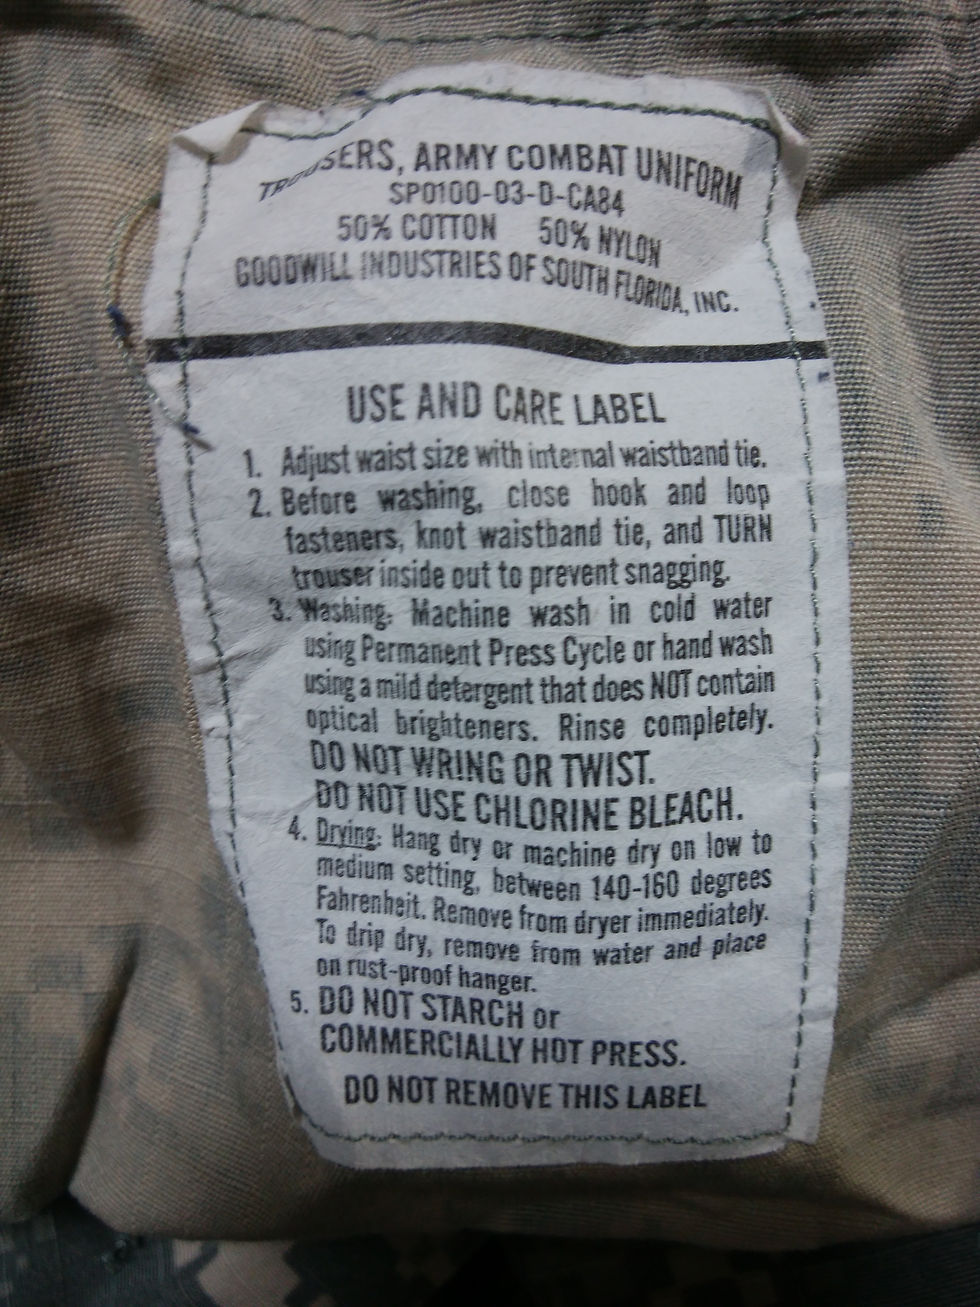 TROUSERS, ARMY COMBAT UNIFORM
SP0100-03-D-CA84
50% COTTON 50% NYLON
GOODWILL INDUSTRIES OF SOUTH FLORIDA, INC.
USE AND CARE LABEL
1. Adjust waist size with internal waistband tie.
2. Before washing, close hook and loop
fasteners, knot waistband tie, and TURN
trouser inside out to prevent snagging.
3. Washing: Machine wash in cold water
using Permanent Press Cycle or hand wash
using a mild detergent that does NOT contain
optical brighteners. Rinse completely.
DO NOT WRING OR TWIST.
DO NOT USE CHLORINE BLEACH.
4. Drying: Hang dry or machine dry on low to
medium setting, between 140-160 degrees
Fahrenheit. Remove from dryer immediately.
To drip dry, remove from water and place
on rust-proof hanger.
5. DO NOT STARCH or
COMMERCIALLY HOT PRESS.
DO NOT REMOVE THIS LABEL